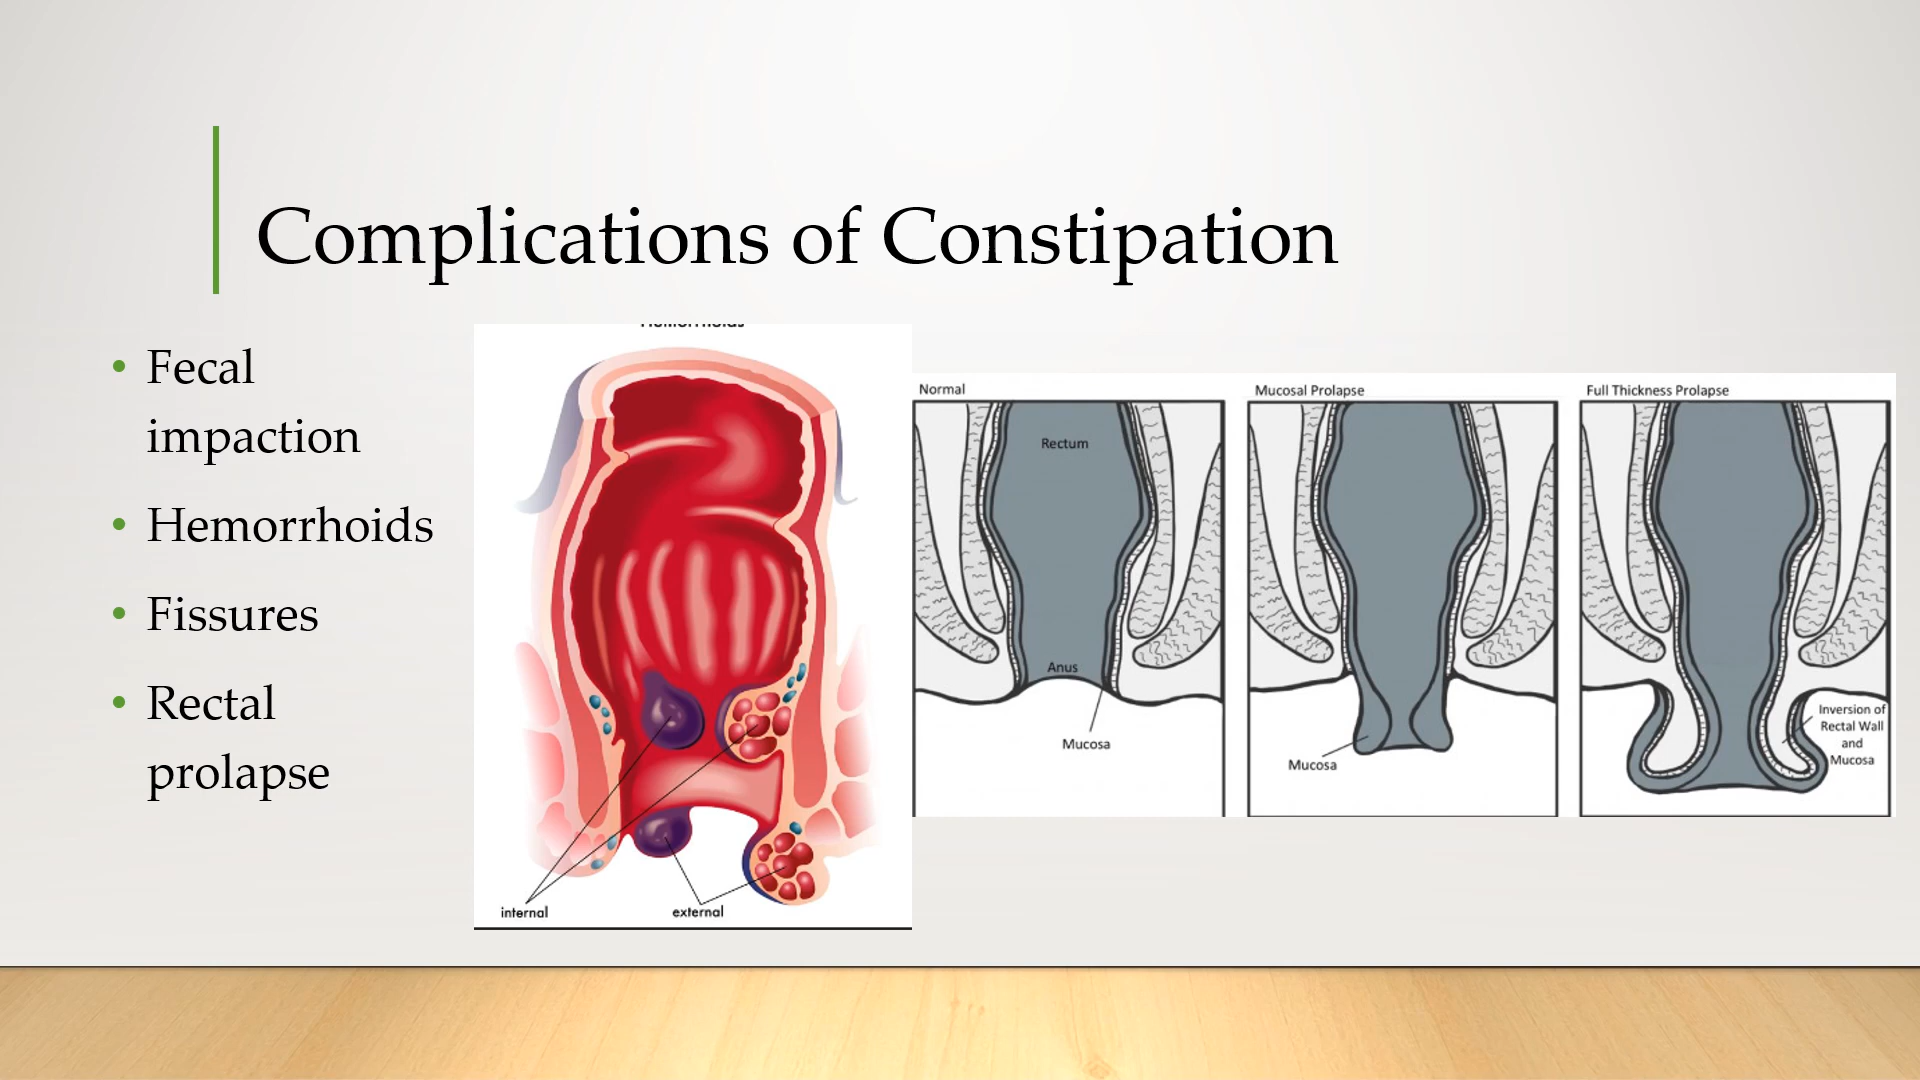 Complications of Constipation
• Fecal
impaction
• Hemorrhoids
• Fissures
• Rectal
prolapse
Hemorrhoids
internal
external
Normal
Rectum
Anus
Mucosa
Mucosal Prolapse
Mucosa
Full Thickness Prolapse
Inversion of
Rectal Wall
and
Mucosa